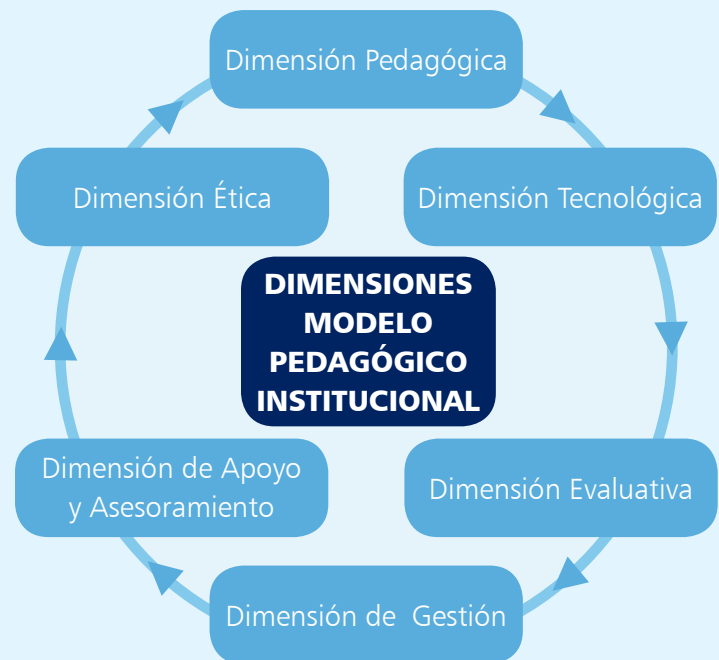 Dimensión Pedagógica
Dimensión Ética
Dimensión Tecnológica
DIMENSIONES
MODELO
PEDAGÓGICO
INSTITUCIONAL
Dimensión de Apoyo
y Asesoramiento
Dimensión Evaluativa
Dimensión de Gestión